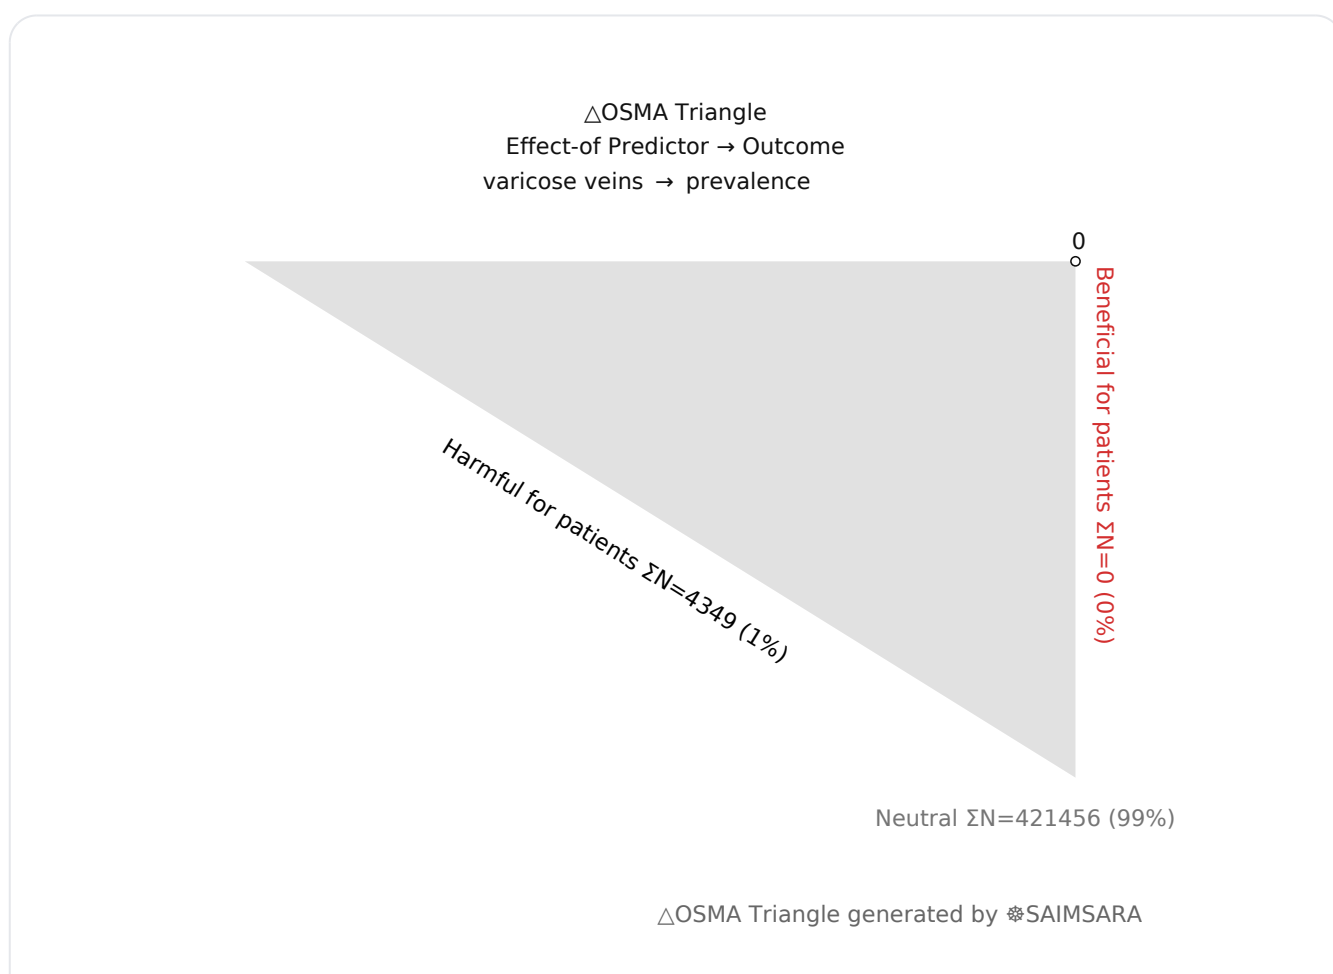 △OSMA Triangle
Effect-of Predictor → Outcome
varicose veins → prevalence
0
Beneficial for patients ΣN=0 (0%)
Harmful for patients ΣN=4349 (1%)
Neutral ΣN=421456 (99%)
△OSMA Triangle generated by ☸SAIMSARA